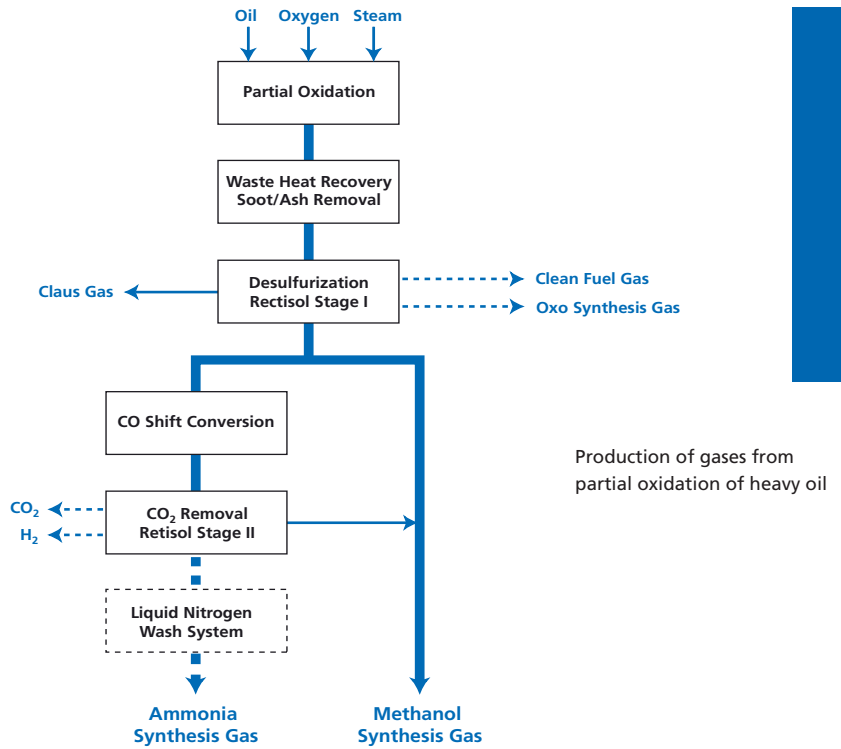 Oil Oxygen Steam
Partial Oxidation
Waste Heat Recovery
Soot/Ash Removal
Desulfurization
Rectisol Stage I
Claus Gas
Clean Fuel Gas
Oxo Synthesis Gas
CO Shift Conversion
Production of gases from
partial oxidation of heavy oil
CO₂
H₂
CO₂ Removal
Retisol Stage II
Liquid Nitrogen
Wash System
Ammonia
Synthesis Gas
Methanol
Synthesis Gas